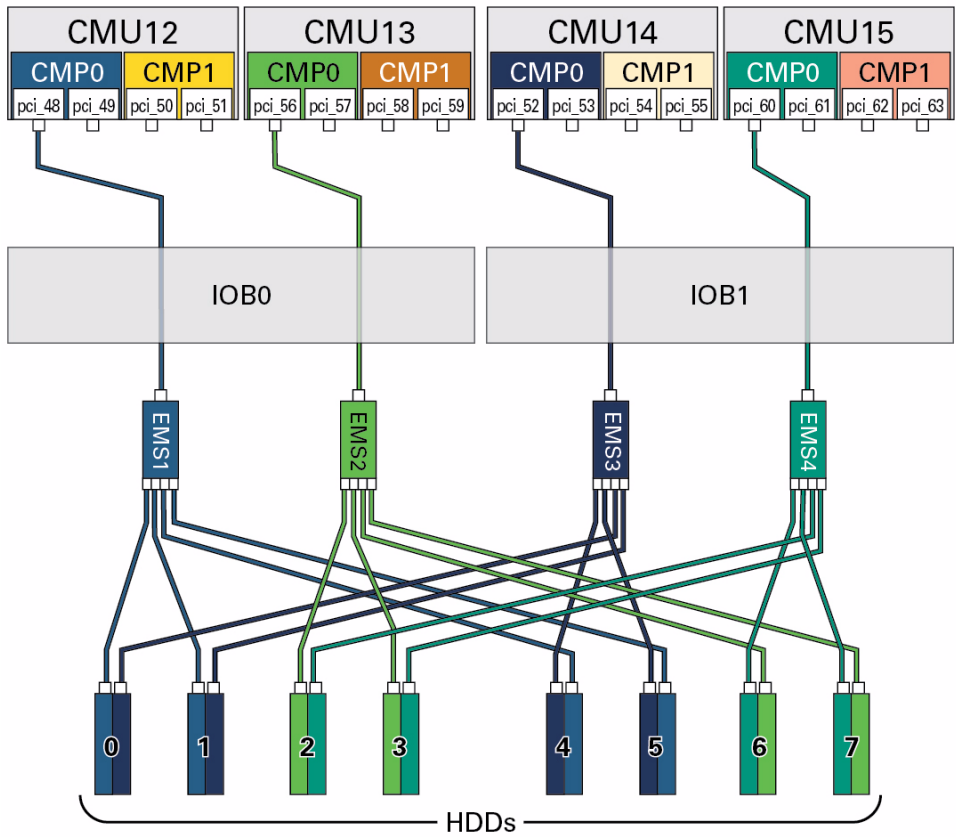 CMU12 CMU13 CMU14 CMU15
CMP0 CMP1 CMP0 CMP1 CMP0 CMP1 CMP0 CMP1
pci_48 pci_49 pci_50 pci_51 pci_56 pci_57 pci_58 pci_59 pci_52 pci_53 pci_54 pci_55 pci_60 pci_61 pci_62 pci_63
IOB0 IOB1
EMS1 EMS2 EMS3 EMS4
0 1 2 3 4 5 6 7
HDDs